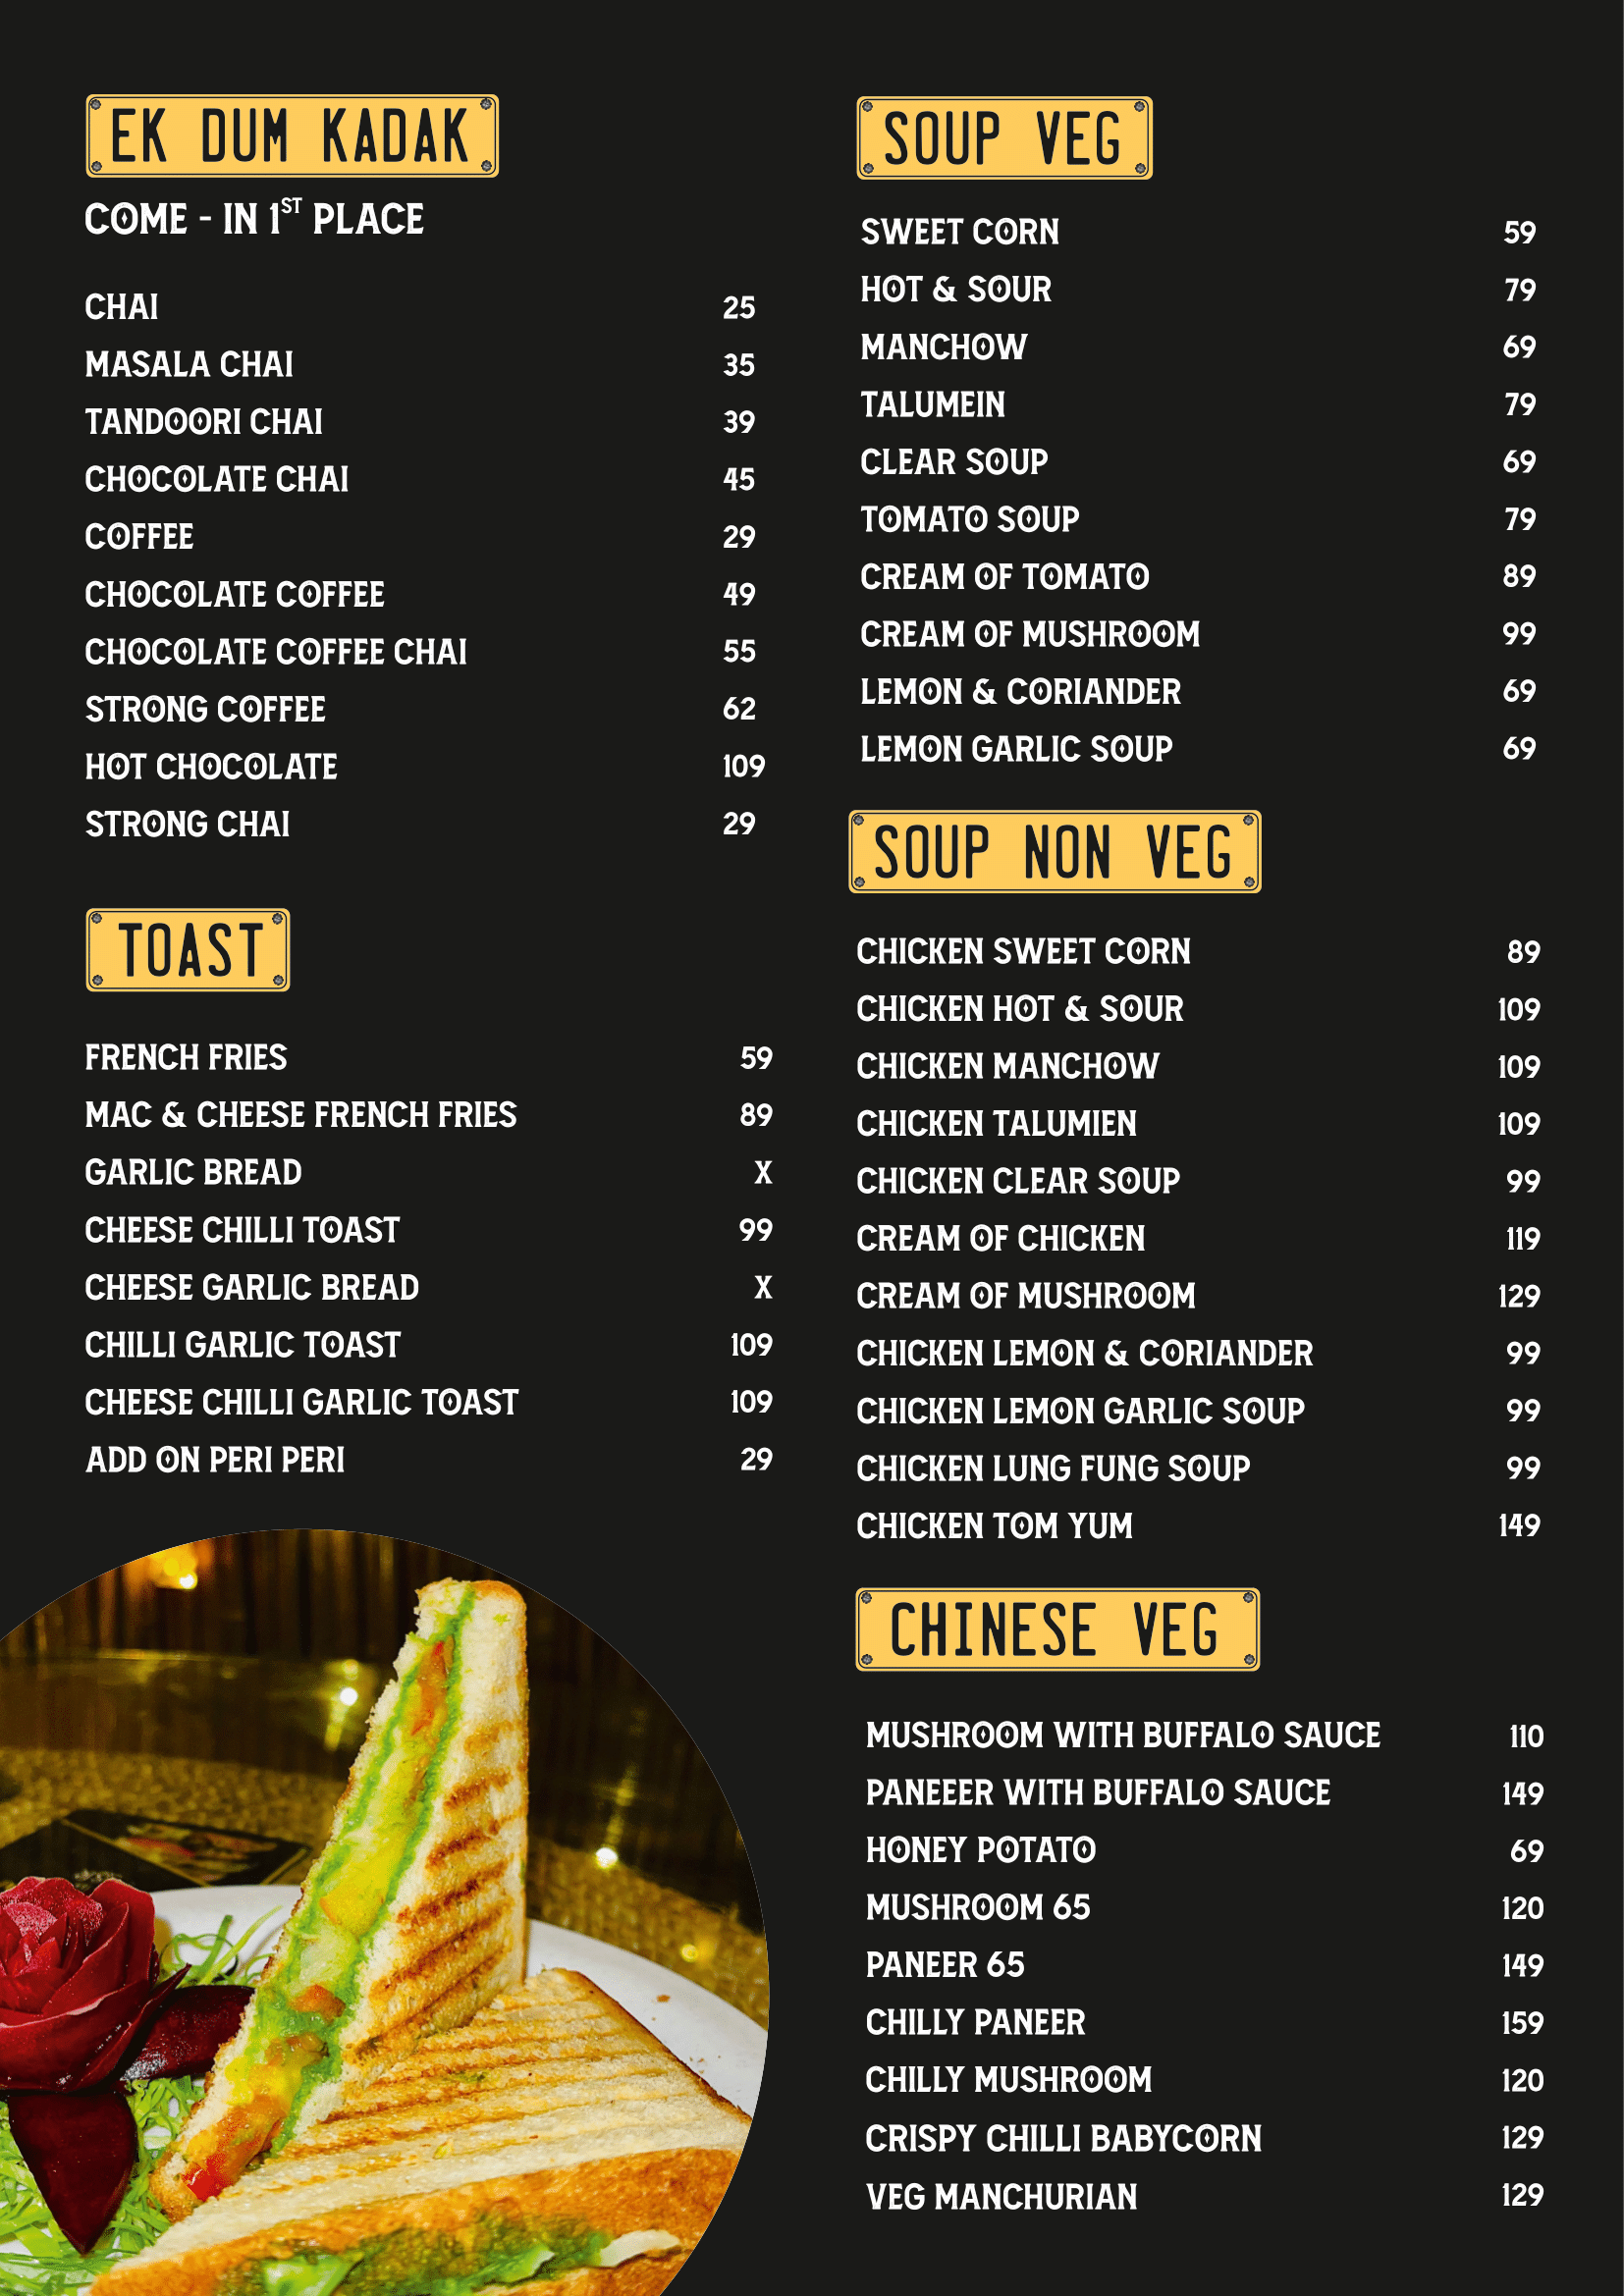 EK DUM KADAK
COME - IN 1ST PLACE
CHAI 25
MASALA CHAI 35
TANDOORI CHAI 39
CHOCOLATE CHAI 45
COFFEE 29
CHOCOLATE COFFEE 49
CHOCOLATE COFFEE CHAI 55
STRONG COFFEE 62
HOT CHOCOLATE 109
STRONG CHAI 29
TOAST
FRENCH FRIES 59
MAC & CHEESE FRENCH FRIES 89
GARLIC BREAD X
CHEESE CHILLI TOAST 99
CHEESE GARLIC BREAD X
CHILLI GARLIC TOAST 109
CHEESE CHILLI GARLIC TOAST 109
ADD ON PERI PERI 29
SOUP VEG
SWEET CORN 59
HOT & SOUR 79
MANCHOW 69
TALUMEIN 79
CLEAR SOUP 69
TOMATO SOUP 79
CREAM OF TOMATO 89
CREAM OF MUSHROOM 99
LEMON & CORIANDER 69
LEMON GARLIC SOUP 69
SOUP NON VEG
CHICKEN SWEET CORN 89
CHICKEN HOT & SOUR 109
CHICKEN MANCHOW 109
CHICKEN TALUMIEN 109
CHICKEN CLEAR SOUP 99
CREAM OF CHICKEN 119
CREAM OF MUSHROOM 129
CHICKEN LEMON & CORIANDER 99
CHICKEN LEMON GARLIC SOUP 99
CHICKEN LUNG FUNG SOUP 99
CHICKEN TOM YUM 149
CHINESE VEG
MUSHROOM WITH BUFFALO SAUCE 110
PANEEER WITH BUFFALO SAUCE 149
HONEY POTATO 69
MUSHROOM 65 120
PANEER 65 149
CHILLY PANEER 159
CHILLY MUSHROOM 120
CRISPY CHILLI BABYCORN 129
VEG MANCHURIAN 129